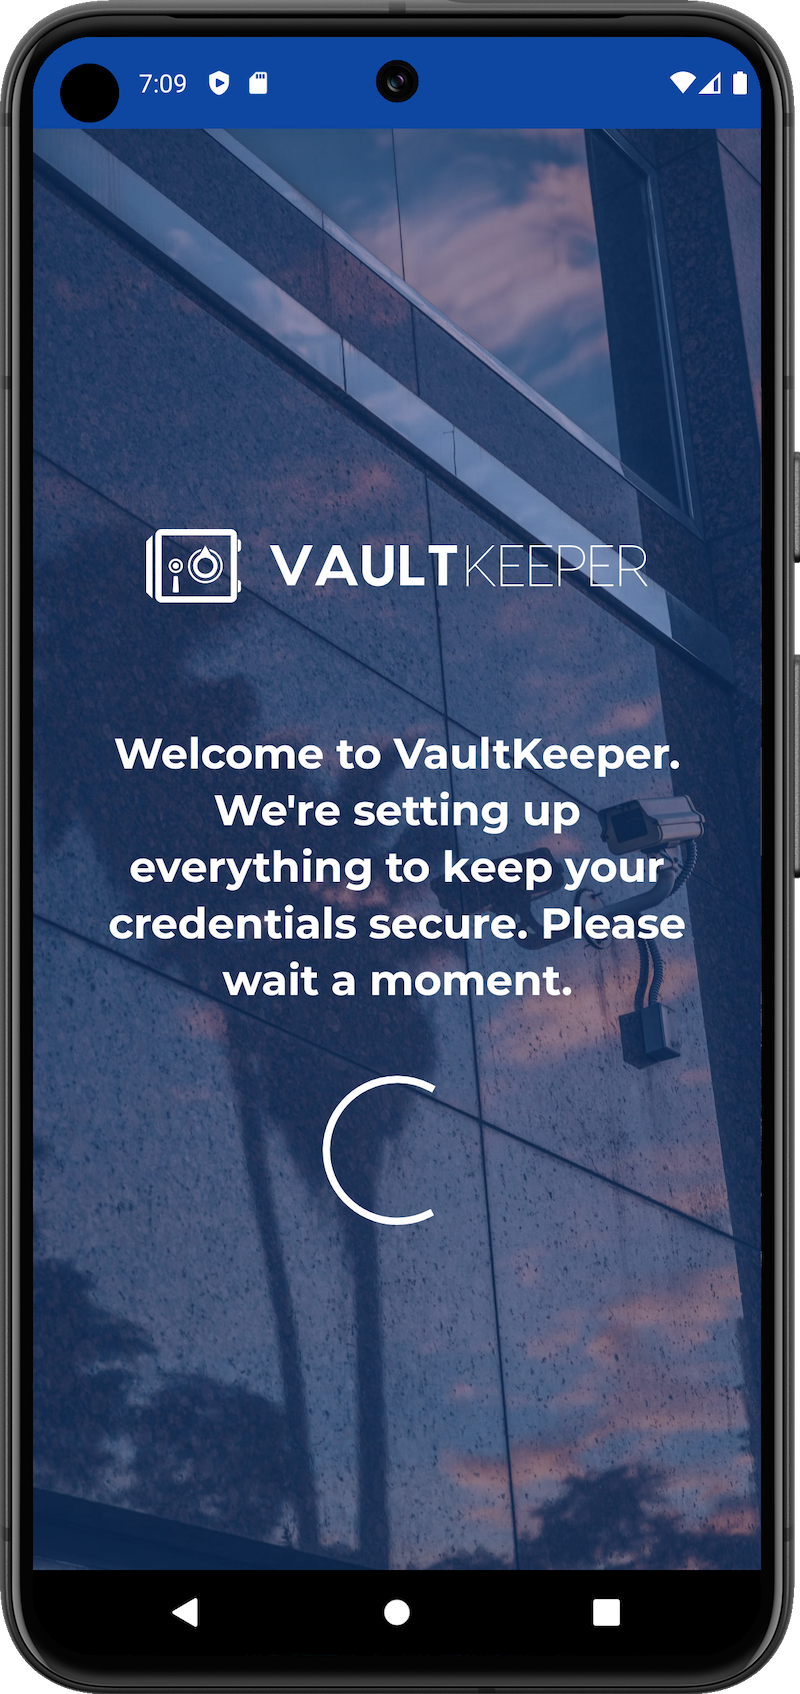 7:09
VAULTKEEPER
Welcome to VaultKeeper.
We're setting up
everything to keep your
credentials secure. Please
wait a moment.